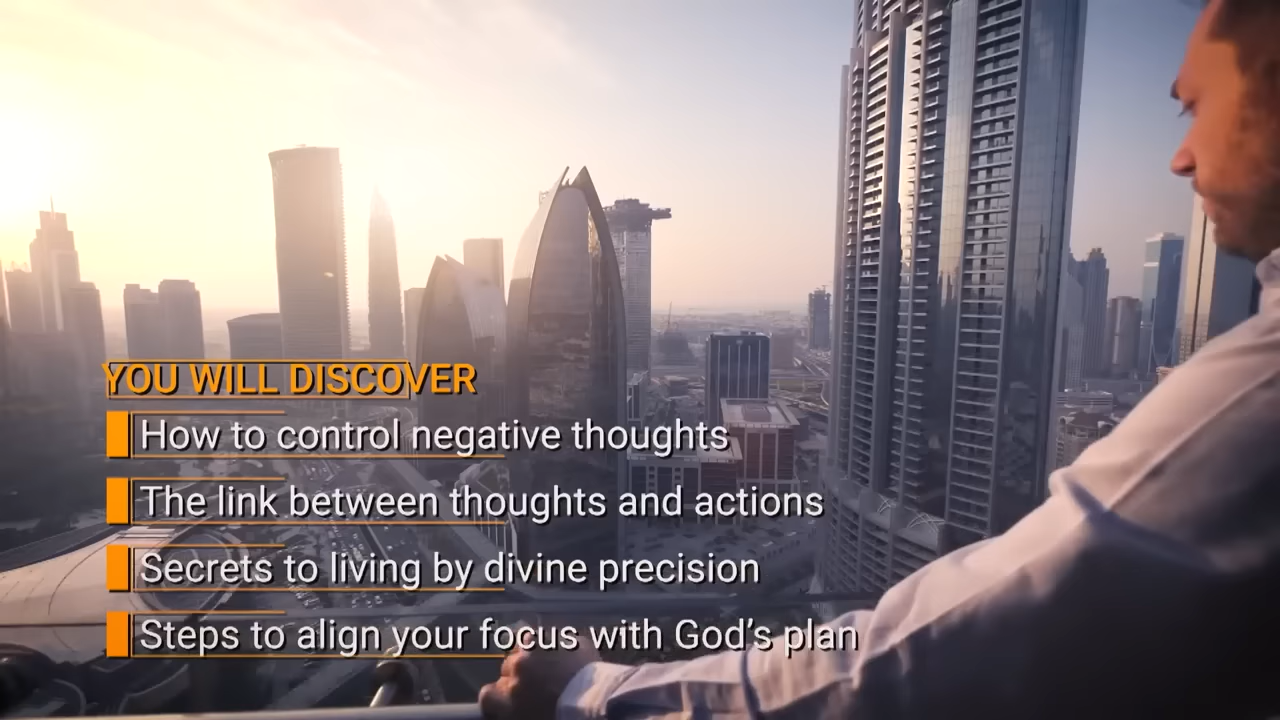 YOU WILL DISCOVER
How to control negative thoughts
The link between thoughts and actions
Secrets to living by divine precision
Steps to align your focus with God's plan